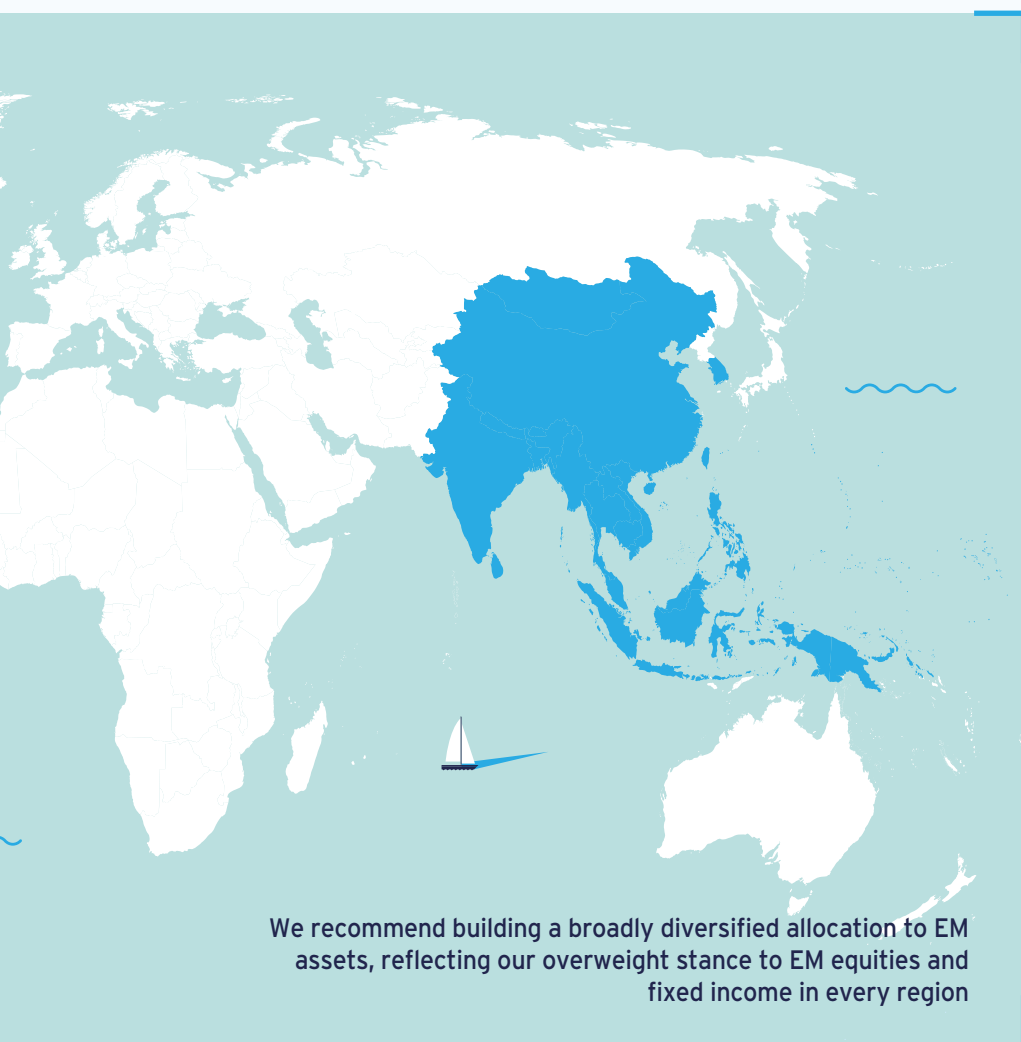 We recommend building a broadly diversified allocation to EM
assets, reflecting our overweight stance to EM equities and
fixed income in every region